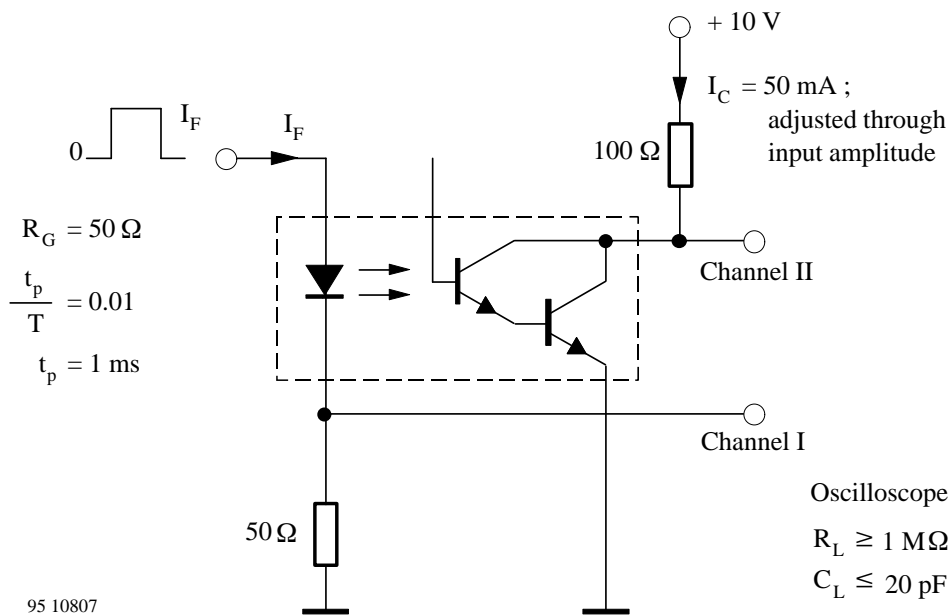 + 10 V
I_C = 50 mA ;
adjusted through
input amplitude
100 Ω
0
I_F
I_F
R_G = 50 Ω
t_p
T
= 0.01
t_p = 1 ms
Channel II
Channel I
50 Ω
Oscilloscope
R_L ≥ 1 MΩ
C_L ≤ 20 pF
95 10807